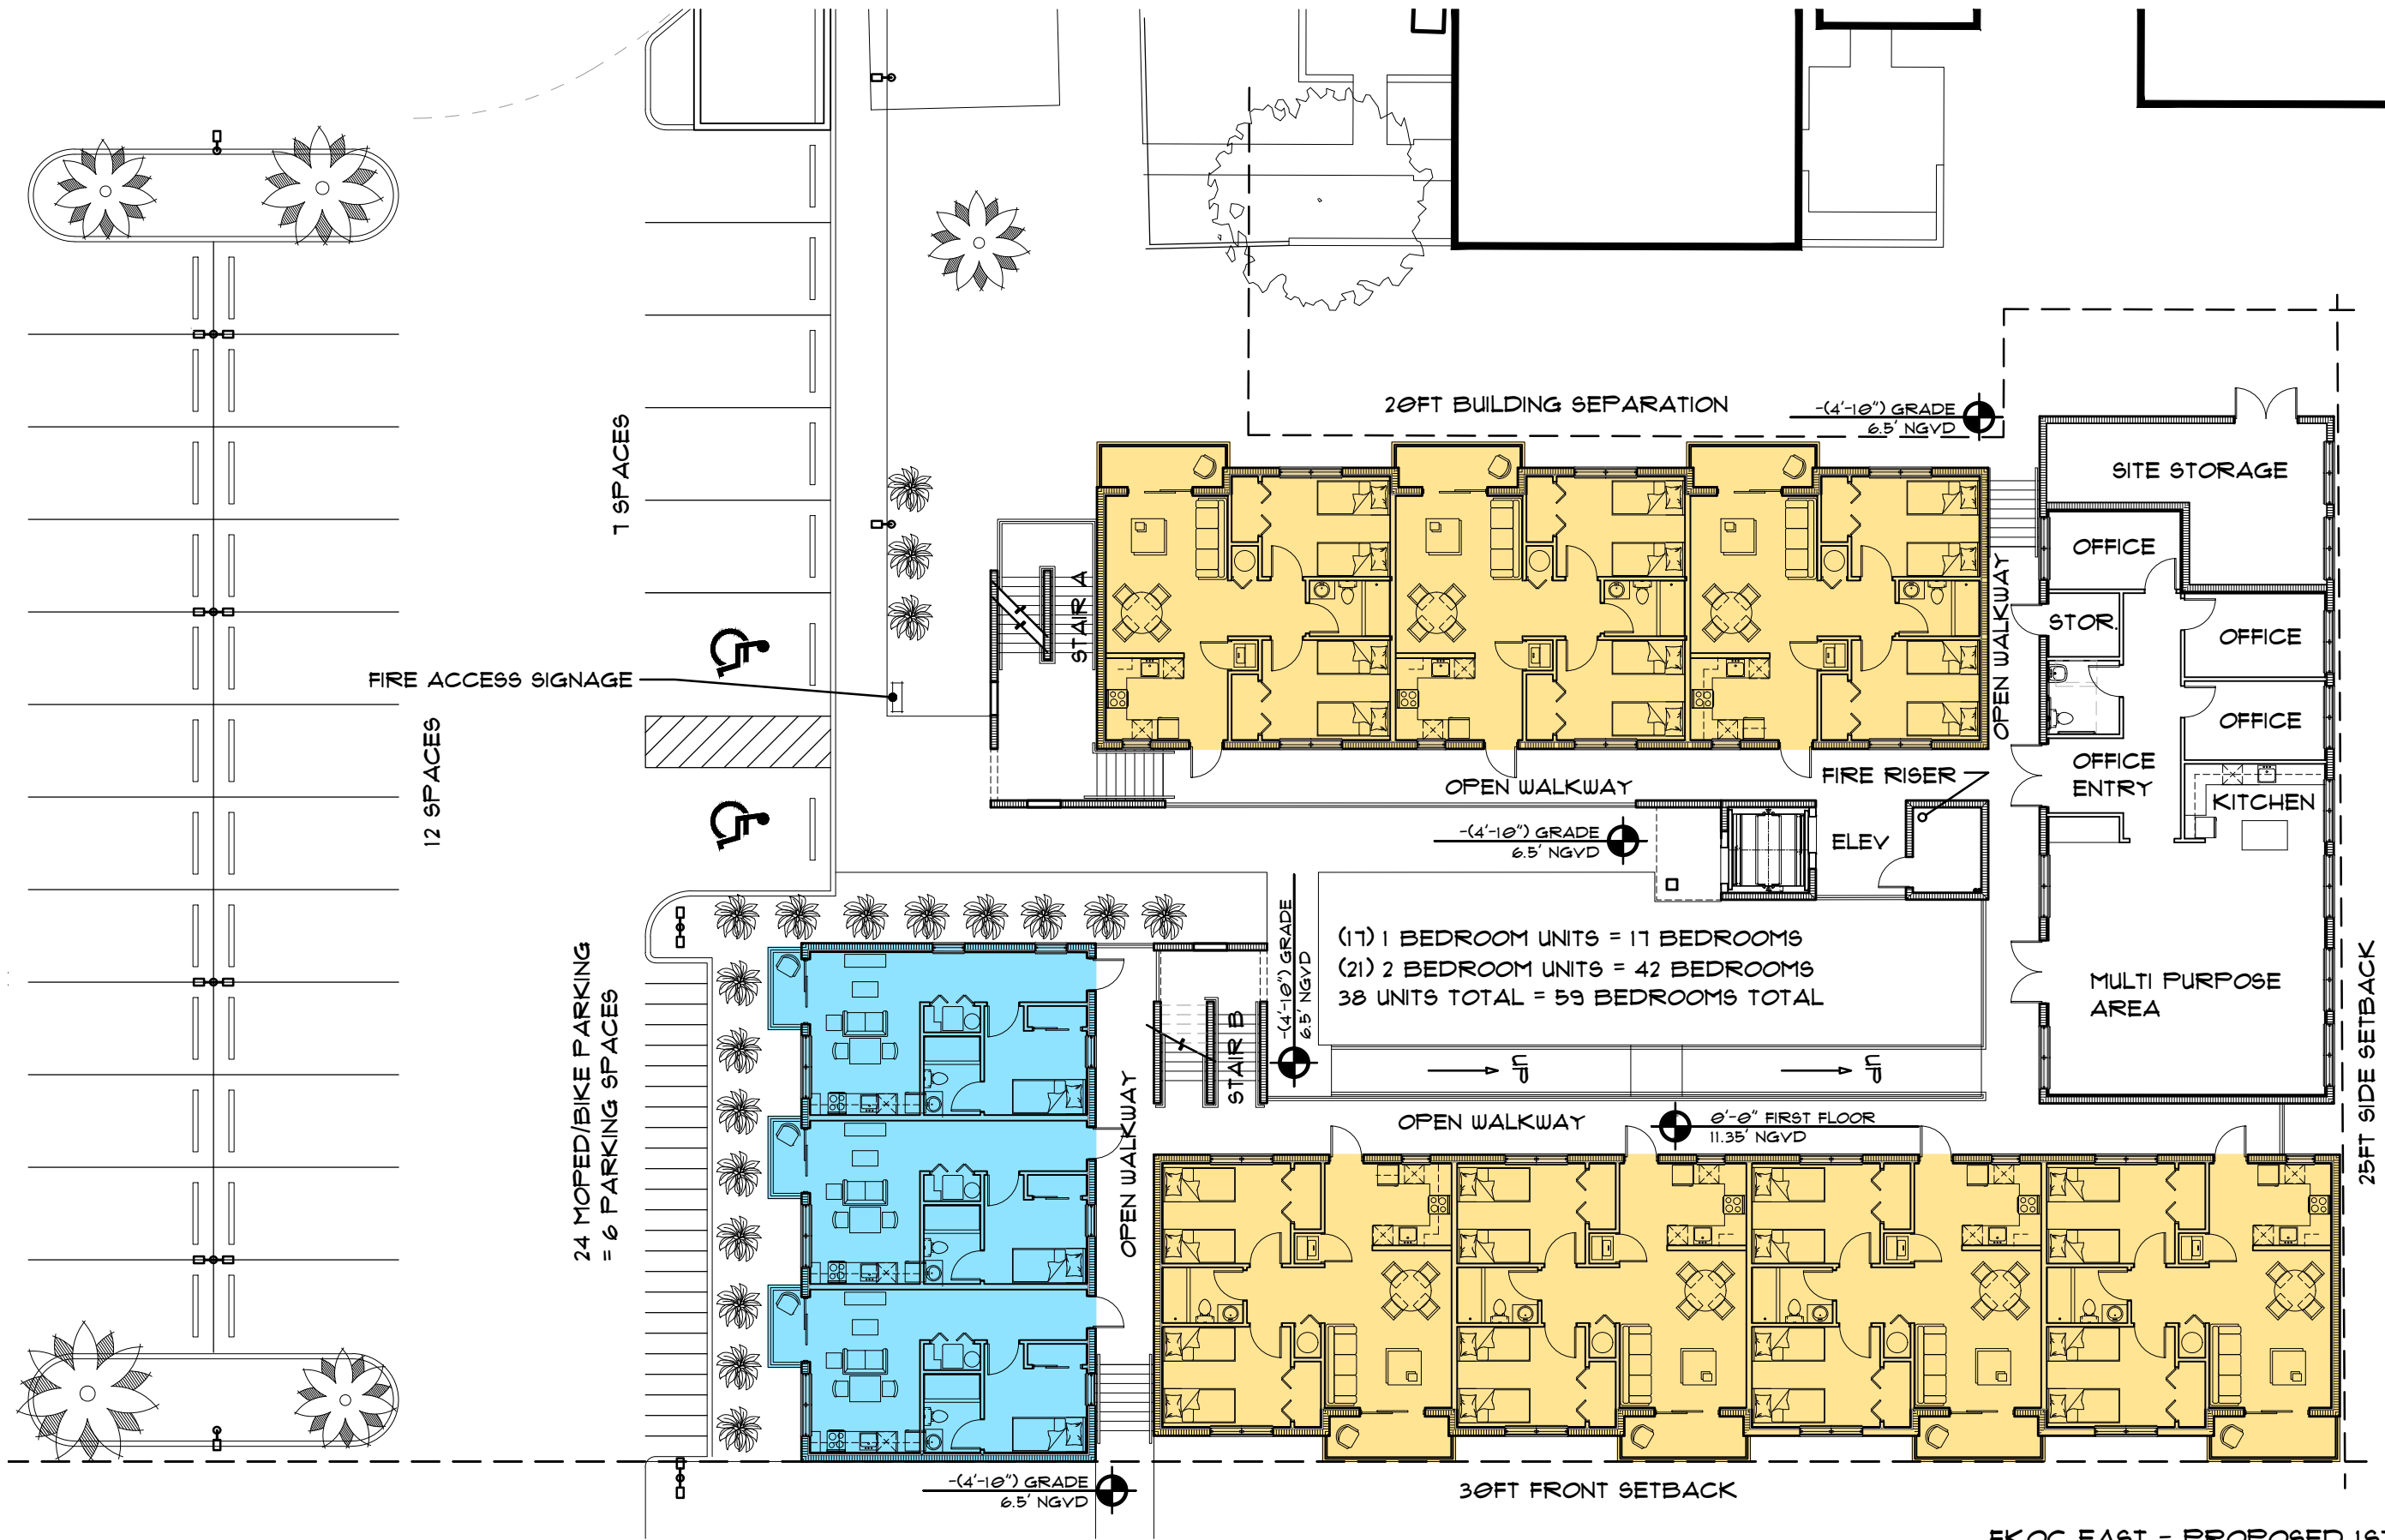 20FT BUILDING SEPARATION
-(4'-10") GRADE
6.5' NGVD
SITE STORAGE
7 SPACES
OFFICE
OPEN WALKWAY
STAIR A
STOR.
OFFICE
FIRE ACCESS SIGNAGE
OFFICE
12 SPACES
OPEN WALKWAY
FIRE RISER
OFFICE
ENTRY
KITCHEN
-(4'-10") GRADE
6.5' NGVD
ELEV
24 MOPED/BIKE PARKING
= 6 PARKING SPACES
-(4'-10") GRADE
6.5' NGVD
(17) 1 BEDROOM UNITS = 17 BEDROOMS
(21) 2 BEDROOM UNITS = 42 BEDROOMS
38 UNITS TOTAL = 59 BEDROOMS TOTAL
MULTI PURPOSE
AREA
25FT SIDE SETBACK
STAIR B
UP
UP
OPEN WALKWAY
OPEN WALKWAY
0'-0" FIRST FLOOR
11.35' NGVD
-(4'-10") GRADE
6.5' NGVD
30FT FRONT SETBACK